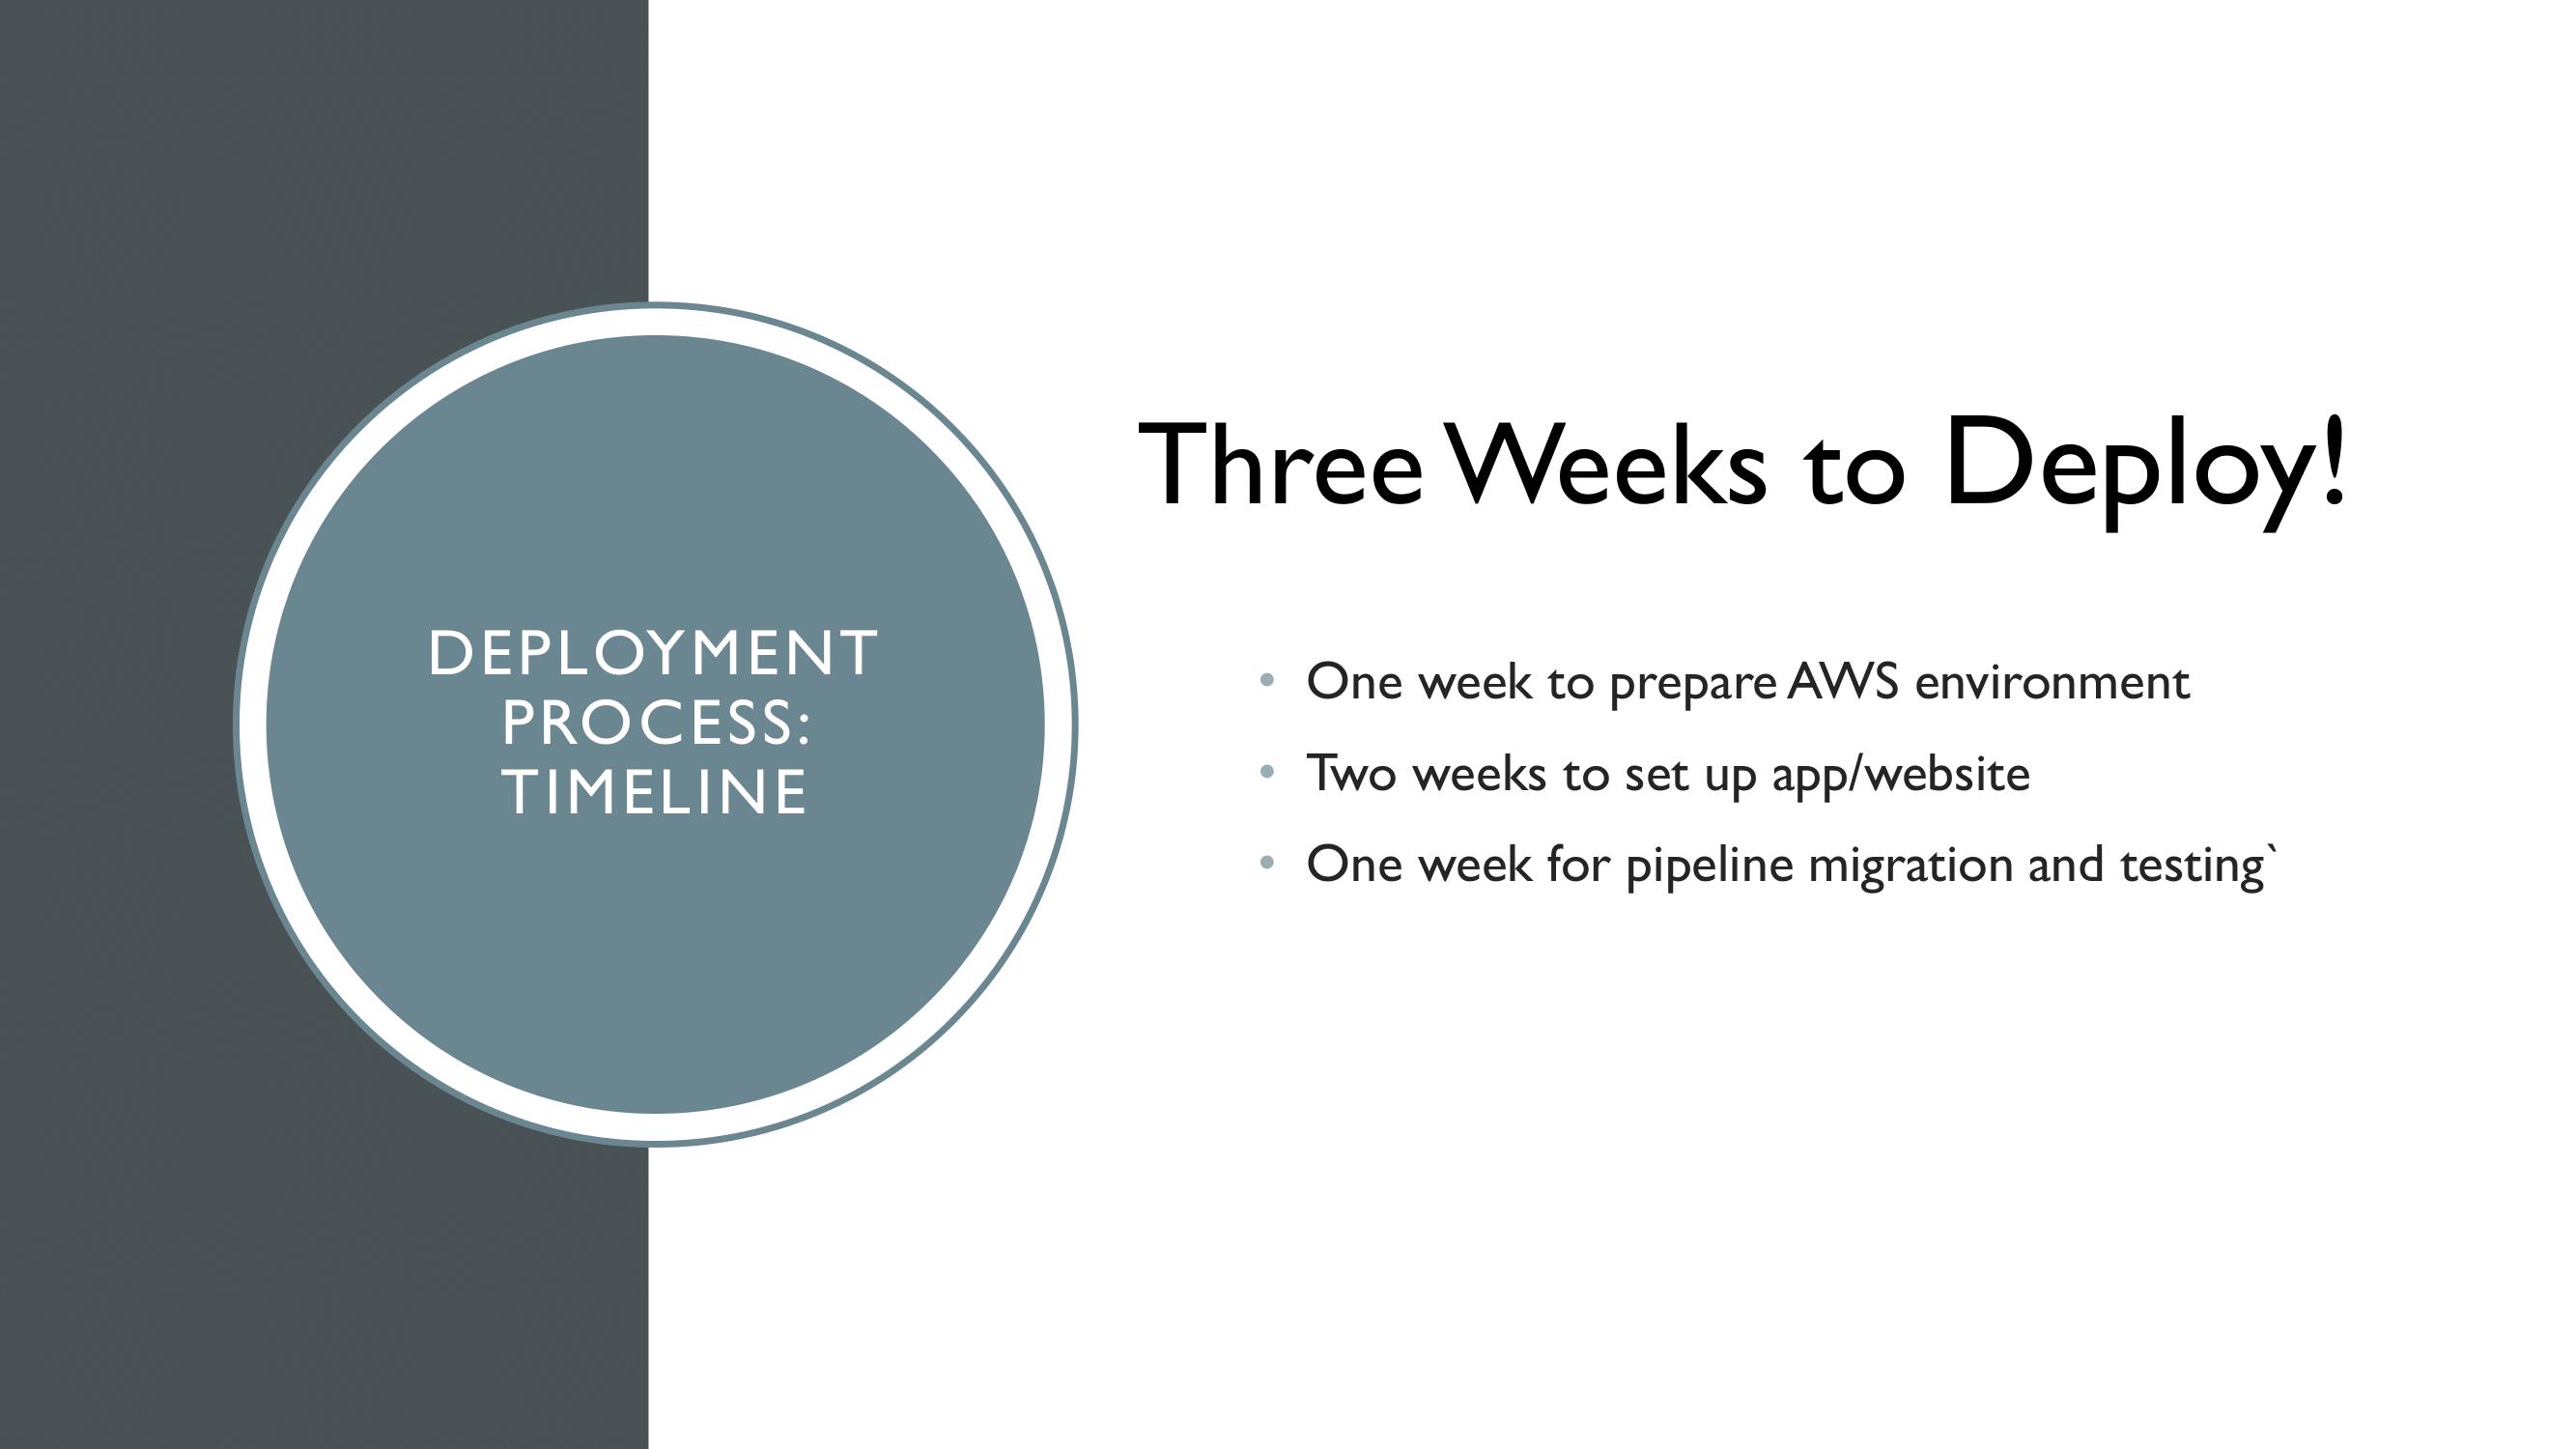 DEPLOYMENT
PROCESS:
TIMELINE
Three Weeks to Deploy!
• One week to prepare AWS environment
• Two weeks to set up app/website
• One week for pipeline migration and testing`